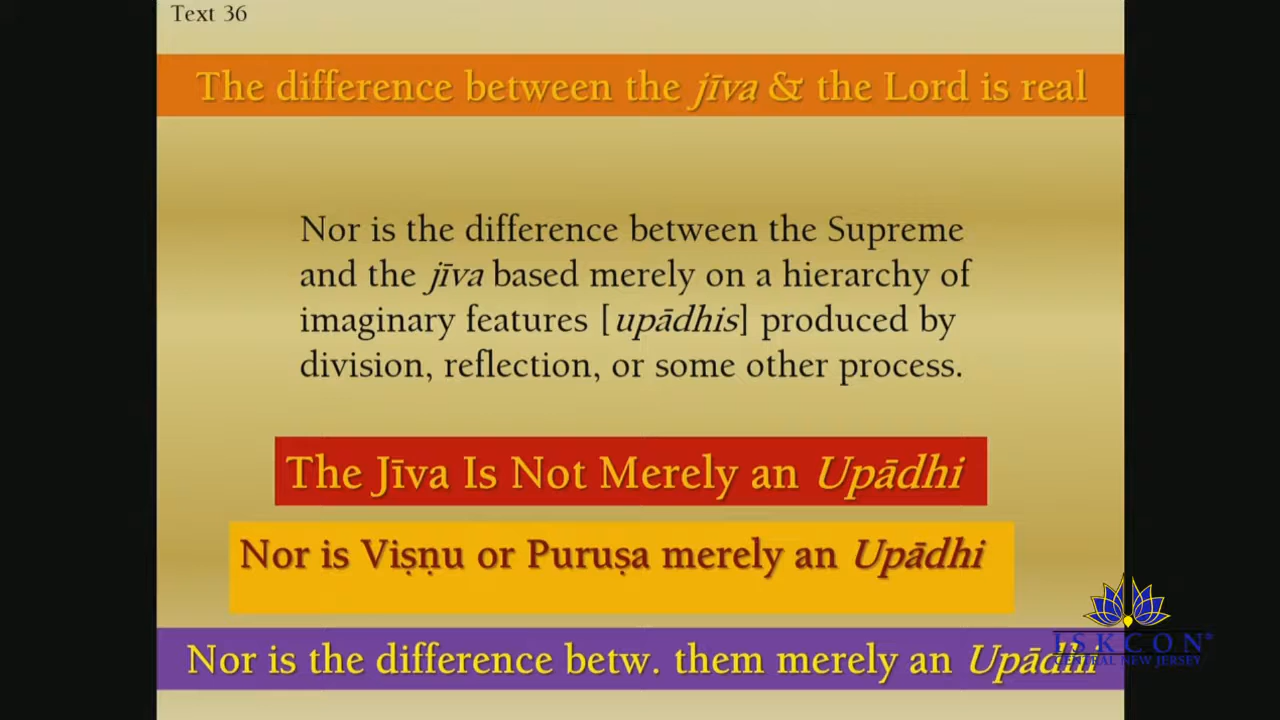 Text 36
The difference between the jīva & the Lord is real
Nor is the difference between the Supreme
and the jīva based merely on a hierarchy of
imaginary features [upādhis] produced by
division, reflection, or some other process.
The Jīva Is Not Merely an Upādhi
Nor is Viṣṇu or Puruṣa merely an Upādhi
Nor is the difference betw. them merely an Upādhi
ISKCON®
CENTRAL NEW JERSEY